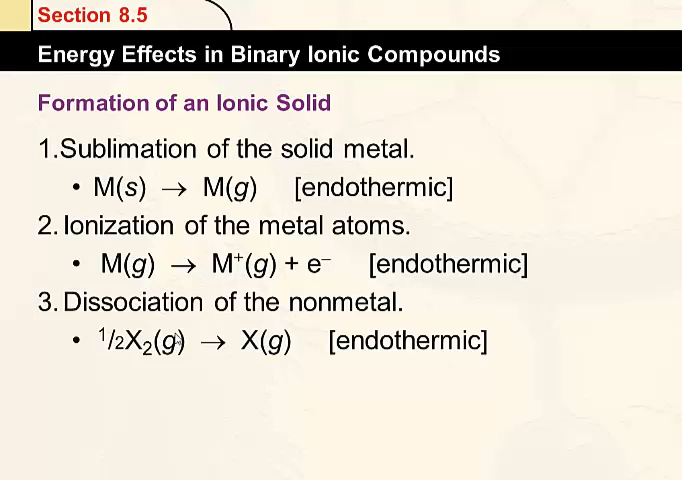 Section 8.5
Energy Effects in Binary Ionic Compounds
Formation of an Ionic Solid
1.Sublimation of the solid metal.
• M(s) → M(g) [endothermic]
2. Ionization of the metal atoms.
• M(g) → M⁺(g) + e⁻ [endothermic]
3. Dissociation of the nonmetal.
• ¹/2X₂(g) → X(g) [endothermic]